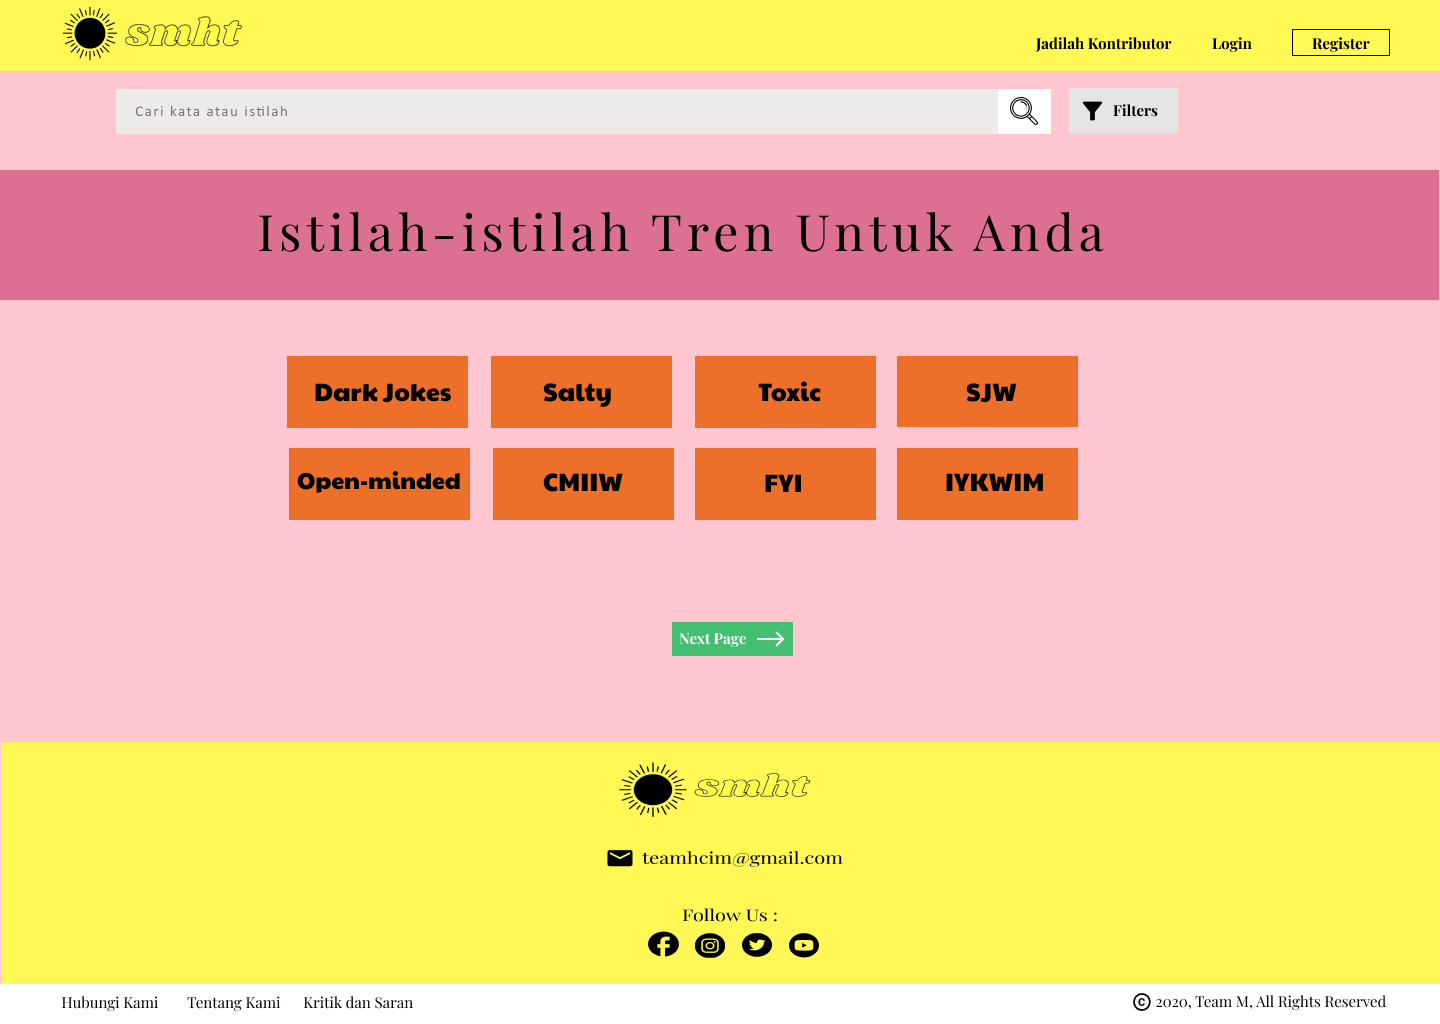 smht
Jadilah Kontributor Login Register
Cari kata atau istilah
Filters
Istilah-istilah Tren Untuk Anda
Dark Jokes Salty Toxic SJW
Open-minded CMIIW FYI IYKWIM
Next Page
smht
teamhcim@gmail.com
Follow Us :
Hubungi Kami Tentang Kami Kritik dan Saran
© 2020, Team M, All Rights Reserved